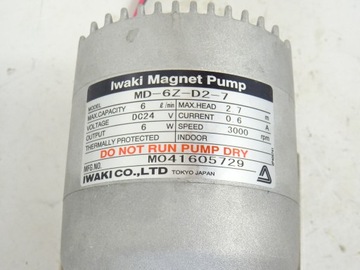 Iwaki Magnet Pump
MODEL MD-6Z-D2-7
MAX.CAPACITY 6 ℓ/min MAX.HEAD 2.7 m
VOLTAGE DC24 V CURRENT 0.6 A
OUTPUT 6 W SPEED 3000 rpm
THERMALLY PROTECTED INDOOR
DO NOT RUN PUMP DRY
MFG.NO. M041605729
IWAKI CO.,LTD TOKYO JAPAN